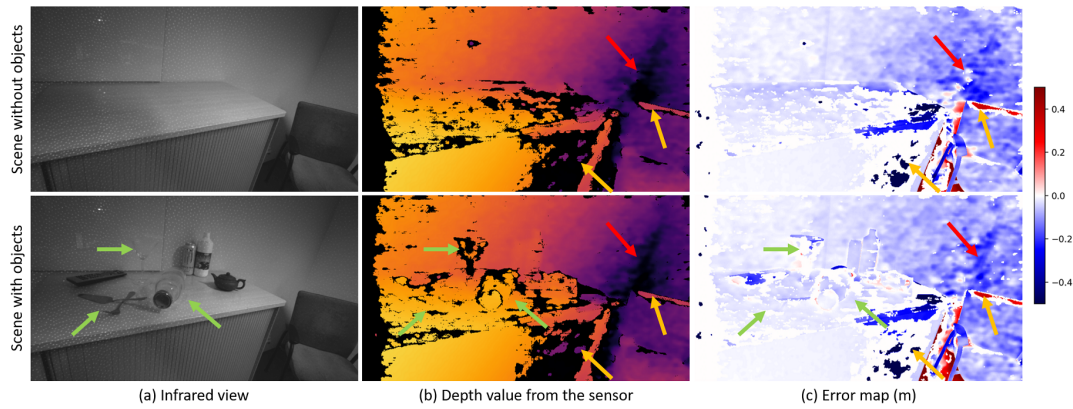 Scene without objects
Scene with objects
0.4
0.2
0.0
−0.2
−0.4
(a) Infrared view
(b) Depth value from the sensor
(c) Error map (m)